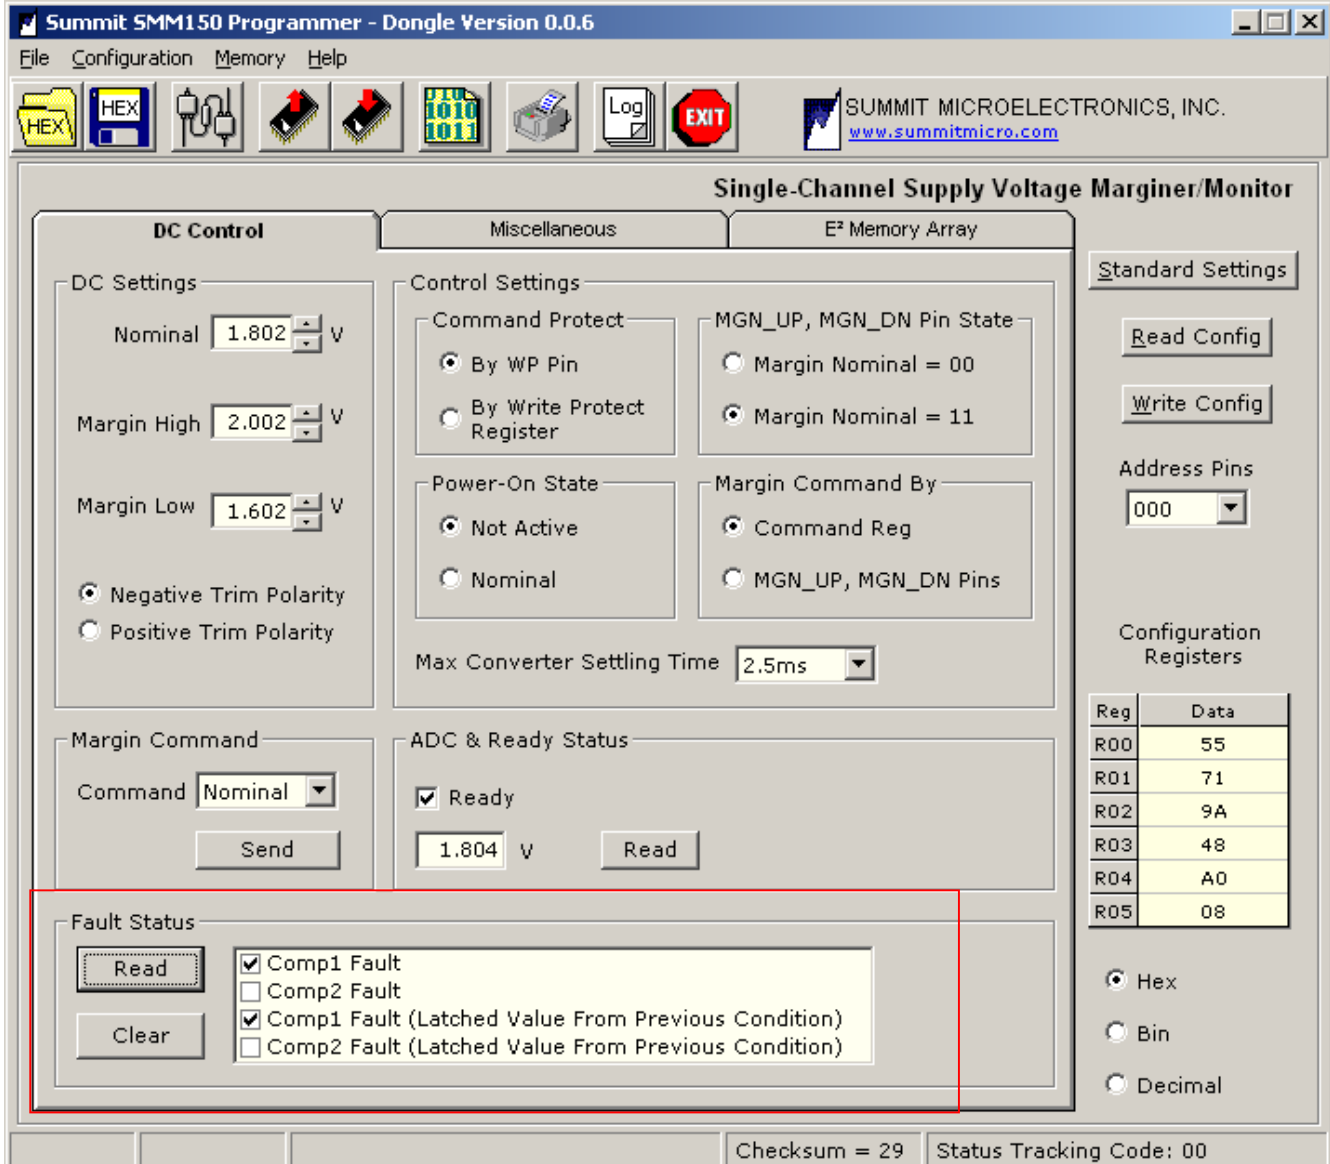 Summit SMM150 Programmer - Dongle Version 0.0.6
File Configuration Memory Help
HEX HEX 1010 1011 Log EXIT
SUMMIT MICROELECTRONICS, INC.
www.summitmicro.com
Single-Channel Supply Voltage Marginer/Monitor
DC Control Miscellaneous E² Memory Array
DC Settings
Nominal 1.802 V
Margin High 2.002 V
Margin Low 1.602 V
Negative Trim Polarity
Positive Trim Polarity
Control Settings
Command Protect
By WP Pin
By Write Protect
Register
MGN_UP, MGN_DN Pin State
Margin Nominal = 00
Margin Nominal = 11
Power-On State
Not Active
Nominal
Margin Command By
Command Reg
MGN_UP, MGN_DN Pins
Max Converter Settling Time 2.5ms
Margin Command
Command Nominal
Send
ADC & Ready Status
Ready
1.804 V Read
Fault Status
Read
Clear
Comp1 Fault
Comp2 Fault
Comp1 Fault (Latched Value From Previous Condition)
Comp2 Fault (Latched Value From Previous Condition)
Standard Settings
Read Config
Write Config
Address Pins
000
Configuration
Registers
Reg Data
R00 55
R01 71
R02 9A
R03 48
R04 A0
R05 08
Hex
Bin
Decimal
Checksum = 29 Status Tracking Code: 00